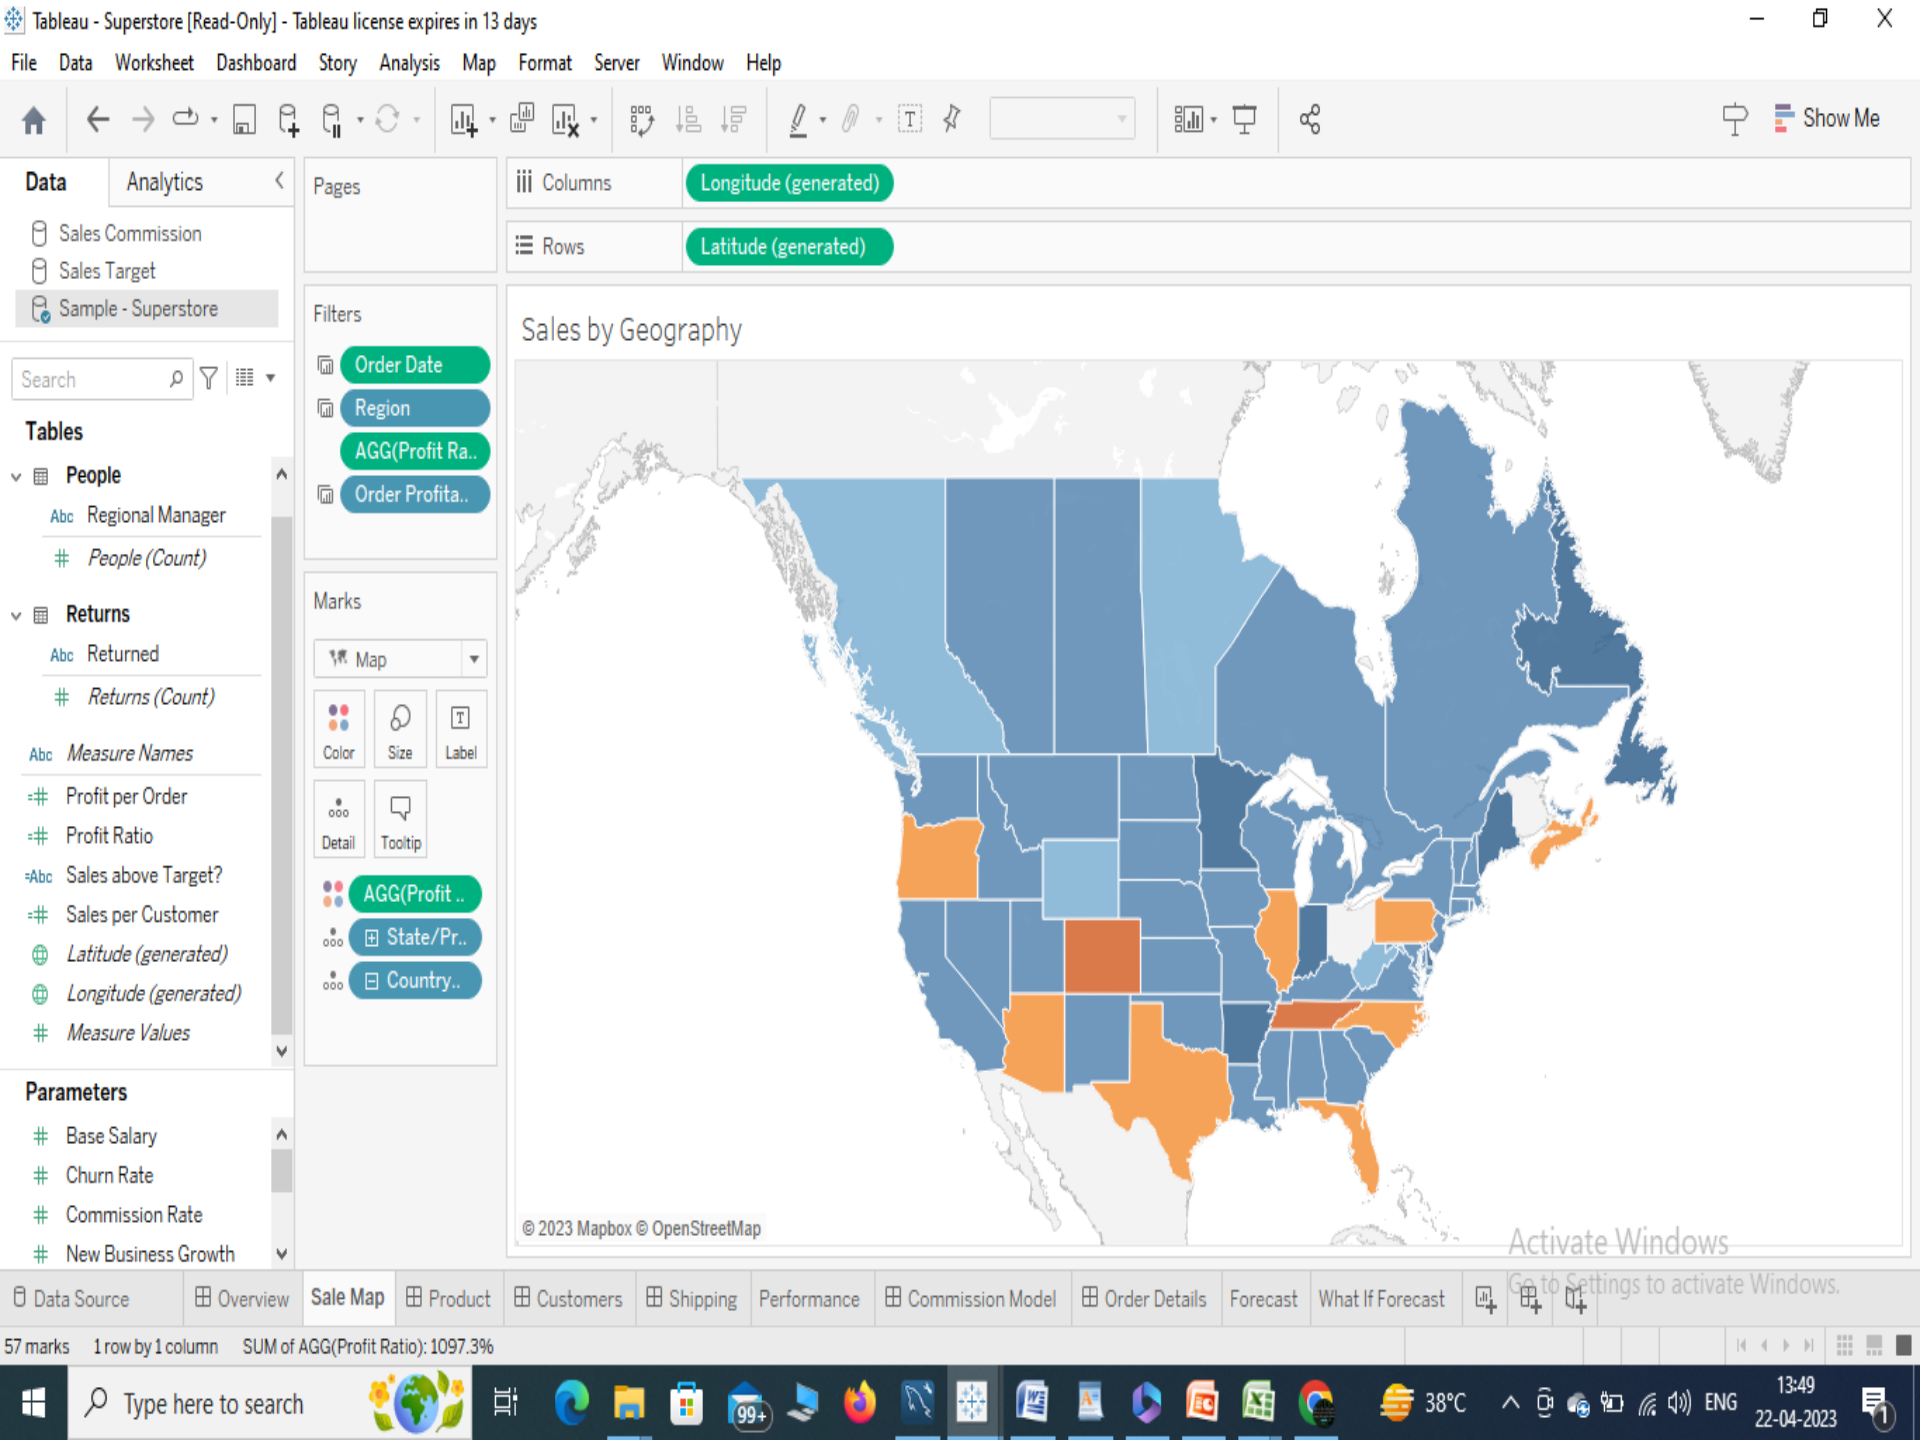 Tableau - Superstore [Read-Only] - Tableau license expires in 13 days
File Data Worksheet Dashboard Story Analysis Map Format Server Window Help
Show Me
Data Analytics
Sales Commission
Sales Target
Sample - Superstore
Search
Tables
People
Abc Regional Manager
# People (Count)
Returns
Abc Returned
# Returns (Count)
Abc Measure Names
=# Profit per Order
=# Profit Ratio
=Abc Sales above Target?
=# Sales per Customer
Latitude (generated)
Longitude (generated)
# Measure Values
Parameters
# Base Salary
# Churn Rate
# Commission Rate
# New Business Growth
Pages
Filters
Order Date
Region
AGG(Profit Ra..
Order Profita..
Marks
Map
Color Size Label
Detail Tooltip
AGG(Profit ..
State/Pr..
Country..
Columns Longitude (generated)
Rows Latitude (generated)
Sales by Geography
© 2023 Mapbox © OpenStreetMap
Activate Windows
Go to Settings to activate Windows.
Data Source Overview Sale Map Product Customers Shipping Performance Commission Model Order Details Forecast What If Forecast
57 marks 1 row by 1 column SUM of AGG(Profit Ratio): 1097.3%
Type here to search
99+
38°C
ENG
13:49
22-04-2023
1